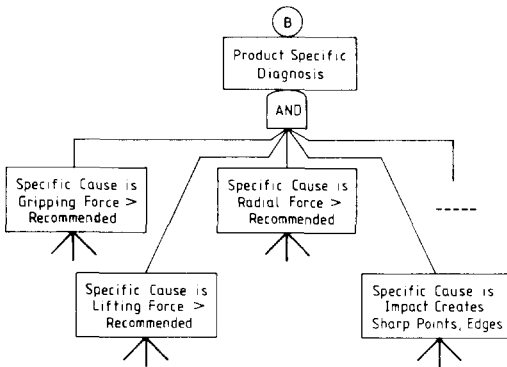 B
Product Specific
Diagnosis
AND
Specific Cause is
Gripping Force >
Recommended
Specific Cause is
Radial Force >
Recommended
Specific Cause is
Lifting Force >
Recommended
Specific Cause is
Impact Creates
Sharp Points, Edges